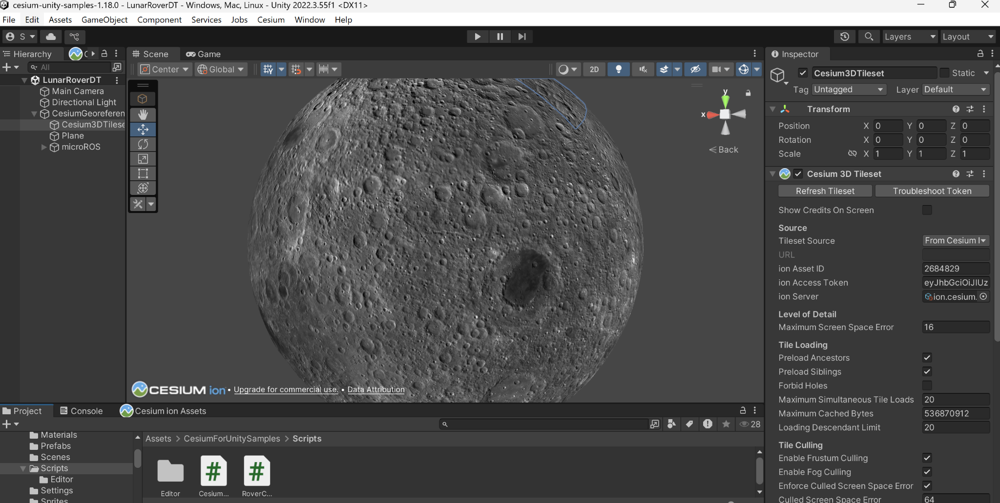 cesium-unity-samples-1.18.0 - LunarRoverDT - Windows, Mac, Linux - Unity 2022.3.55f1 <DX11>
File Edit Assets GameObject Component Services Jobs Cesium Window Help
S Layers Layout
Hierarchy
All
LunarRoverDT
Main Camera
Directional Light
CesiumGeoreferen
Cesium3DTilese
Plane
microROS
Scene Game
Center Global 2D
y
x
Back
CESIUM ion • Upgrade for commercial use. • Data Attribution
Inspector
Cesium3DTileset Static
Tag Untagged Layer Default
Transform
Position X 0 Y 0 Z 0
Rotation X 0 Y 0 Z 0
Scale X 1 Y 1 Z 1
Cesium 3D Tileset
Refresh Tileset Troubleshoot Token
Show Credits On Screen
Source
Tileset Source From Cesium I
URL
ion Asset ID 2684829
ion Access Token eyJhbGciOiJIUz
ion Server ion.cesium.
Level of Detail
Maximum Screen Space Error 16
Tile Loading
Preload Ancestors
Preload Siblings
Forbid Holes
Maximum Simultaneous Tile Loads 20
Maximum Cached Bytes 536870912
Loading Descendant Limit 20
Tile Culling
Enable Frustum Culling
Enable Fog Culling
Enforce Culled Screen Space Error
Culled Screen Space Error 64
Project Console Cesium ion Assets
28
Materials
Prefabs
Scenes
Scripts
Editor
Settings
Sprites
Assets > CesiumForUnitySamples > Scripts
Editor Cesium... RoverC...